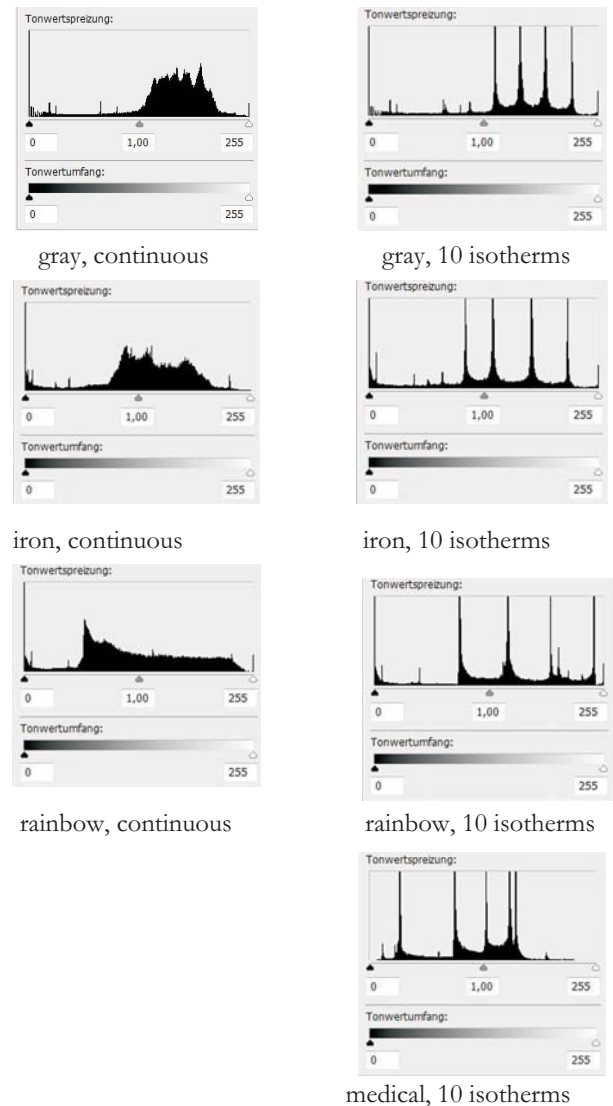 Tonwertspreizung:
0 1,00 255
Tonwertumfang:
0 255
gray, continuous
Tonwertspreizung:
0 1,00 255
Tonwertumfang:
0 255
gray, 10 isotherms
Tonwertspreizung:
0 1,00 255
Tonwertumfang:
0 255
iron, continuous
Tonwertspreizung:
0 1,00 255
Tonwertumfang:
0 255
iron, 10 isotherms
Tonwertspreizung:
0 1,00 255
Tonwertumfang:
0 255
rainbow, continuous
Tonwertspreizung:
0 1,00 255
Tonwertumfang:
0 255
rainbow, 10 isotherms
Tonwertspreizung:
0 1,00 255
Tonwertumfang:
0 255
medical, 10 isotherms